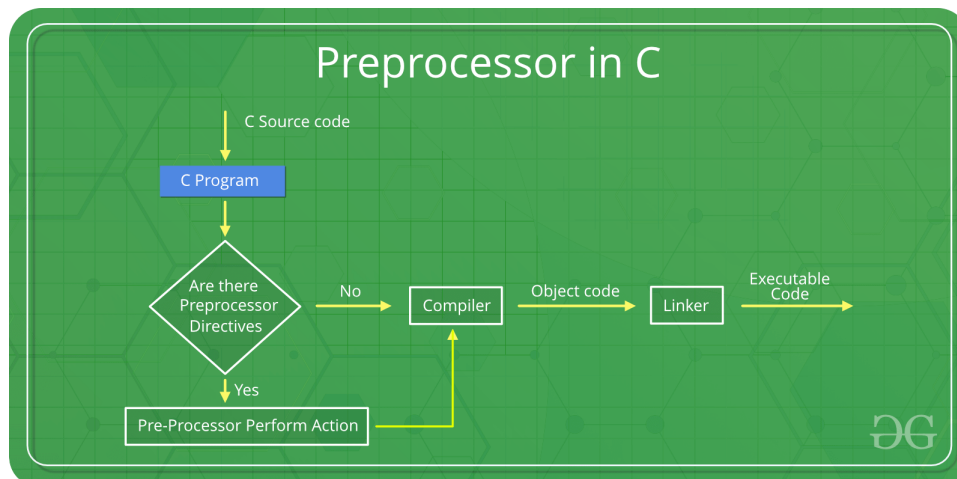 Preprocessor in C
C Source code
C Program
Are there
Preprocessor
Directives
No
Compiler
Object code
Linker
Executable
Code
Yes
Pre-Processor Perform Action